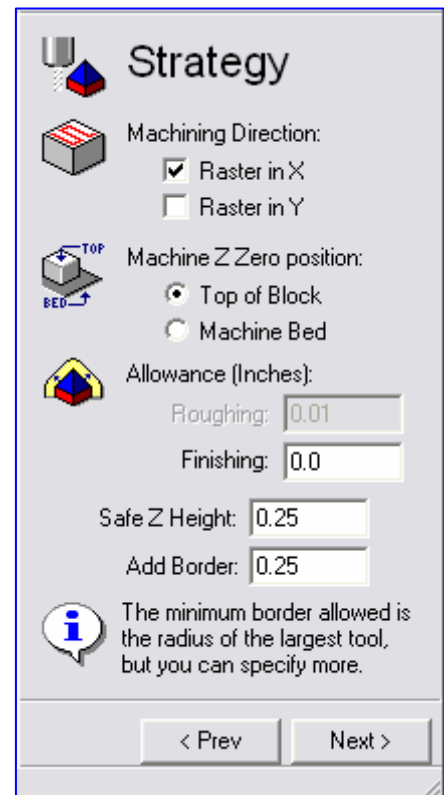 Strategy
Machining Direction:
Raster in X
Raster in Y
TOP
BED
Machine Z Zero position:
Top of Block
Machine Bed
Allowance (Inches):
Roughing: 0.01
Finishing: 0.0
Safe Z Height: 0.25
Add Border: 0.25
The minimum border allowed is
the radius of the largest tool,
but you can specify more.
< Prev Next >